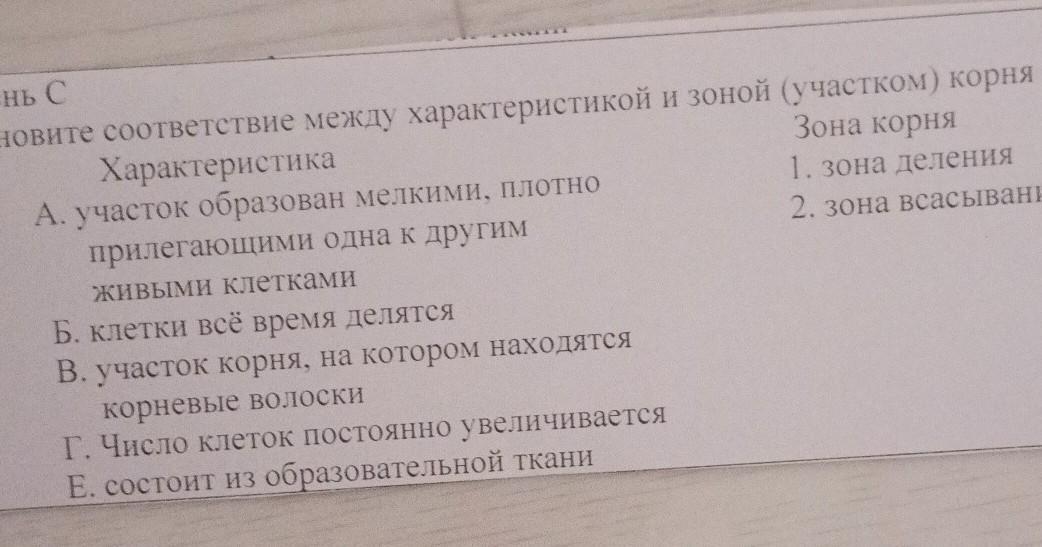 нь С
новите соответствие между характеристикой и зоной (участком) корня
Характеристика
Зона корня
А. участок образован мелкими, плотно
прилегающими одна к другим
живыми клетками
1. зона деления
2. зона всасывани
Б. клетки всё время делятся
В. участок корня, на котором находятся
корневые волоски
Г. Число клеток постоянно увеличивается
Е. состоит из образовательной ткани